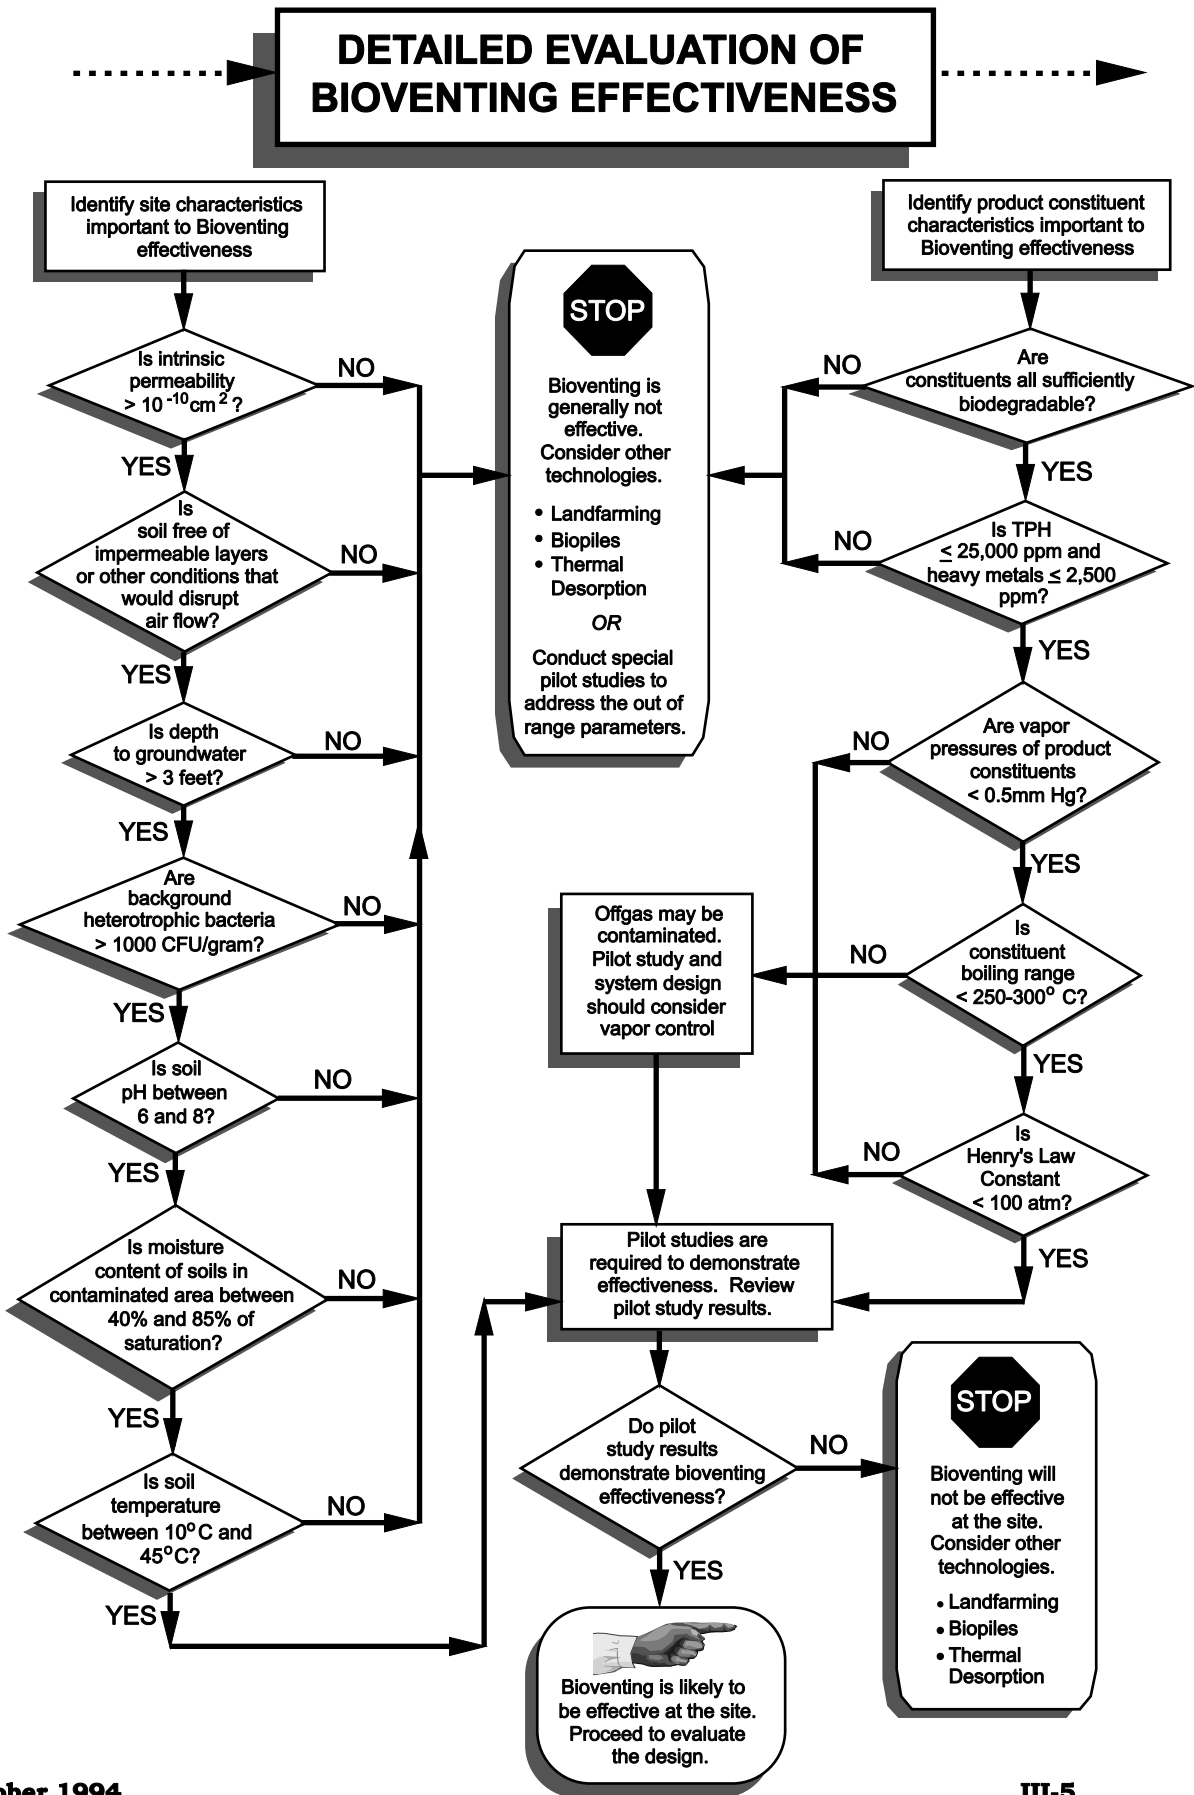 DETAILED EVALUATION OF
BIOVENTING EFFECTIVENESS
Identify site characteristics
important to Bioventing
effectiveness
Is intrinsic
permeability
> 10 -10 cm 2 ?
NO
YES
Is
soil free of
impermeable layers
or other conditions that
would disrupt
air flow?
NO
YES
Is depth
to groundwater
> 3 feet?
NO
YES
Are
background
heterotrophic bacteria
> 1000 CFU/gram?
NO
YES
Is soil
pH between
6 and 8?
NO
YES
Is moisture
content of soils in
contaminated area between
40% and 85% of
saturation?
NO
YES
Is soil
temperature
between 10° C and
45° C?
NO
YES
STOP
Bioventing is
generally not
effective.
Consider other
technologies.
• Landfarming
• Biopiles
• Thermal
Desorption
OR
Conduct special
pilot studies to
address the out of
range parameters.
Identify product constituent
characteristics important to
Bioventing effectiveness
Are
constituents all sufficiently
biodegradable?
NO
YES
Is TPH
≤ 25,000 ppm and
heavy metals ≤ 2,500
ppm?
NO
YES
Are vapor
pressures of product
constituents
< 0.5mm Hg?
NO
YES
Is
constituent
boiling range
< 250-300° C?
NO
YES
Is
Henry's Law
Constant
< 100 atm?
NO
YES
Offgas may be
contaminated.
Pilot study and
system design
should consider
vapor control
Pilot studies are
required to demonstrate
effectiveness. Review
pilot study results.
Do pilot
study results
demonstrate bioventing
effectiveness?
NO
YES
STOP
Bioventing will
not be effective
at the site.
Consider other
technologies.
• Landfarming
• Biopiles
• Thermal
Desorption
Bioventing is likely to
be effective at the site.
Proceed to evaluate
the design.
ober 1994
III-5